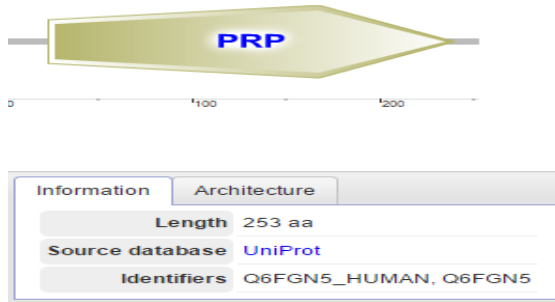 PRP
0 100 200
Information Architecture
Length 253 aa
Source database UniProt
Identifiers Q6FGN5_HUMAN, Q6FGN5